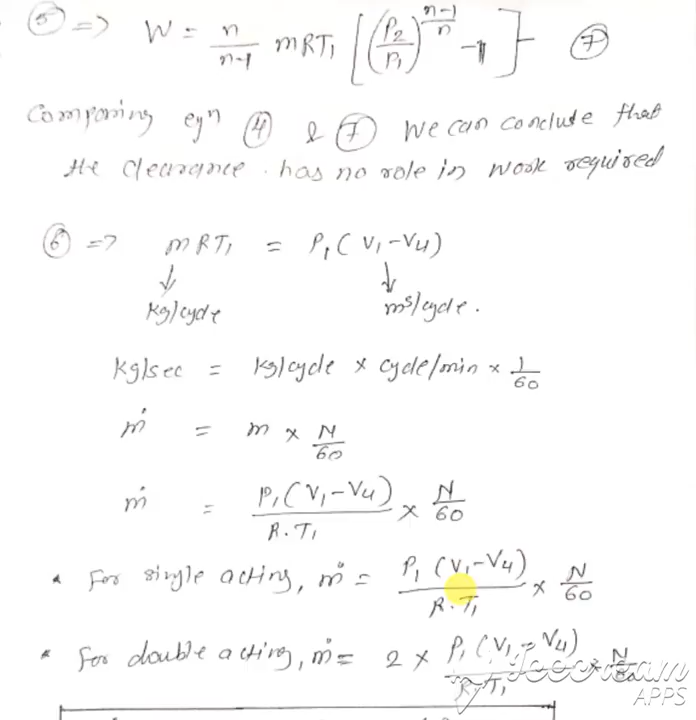 ⑤ => W = n/(n-1) mRT₁ [(P₂/P₁)^((n-1)/n) - 1] - ⑦
Comparing eqⁿ ④ & ⑦ we can conclude that
the clearance has no role in work required
⑥ => mRT₁ = P₁(V₁-V₄)
↓ ↓
kg/cycle m³/cycle.
kg/sec = kg/cycle × cycle/min × 1/60
ṁ = m × N/60
ṁ = P₁(V₁-V₄)/(R.T₁) × N/60
* For single acting, ṁ = P₁(V₁-V₄)/(R.T₁) × N/60
* For double acting, ṁ = 2 × P₁(V₁-V₄)/(R.T₁) × N/60
APPS